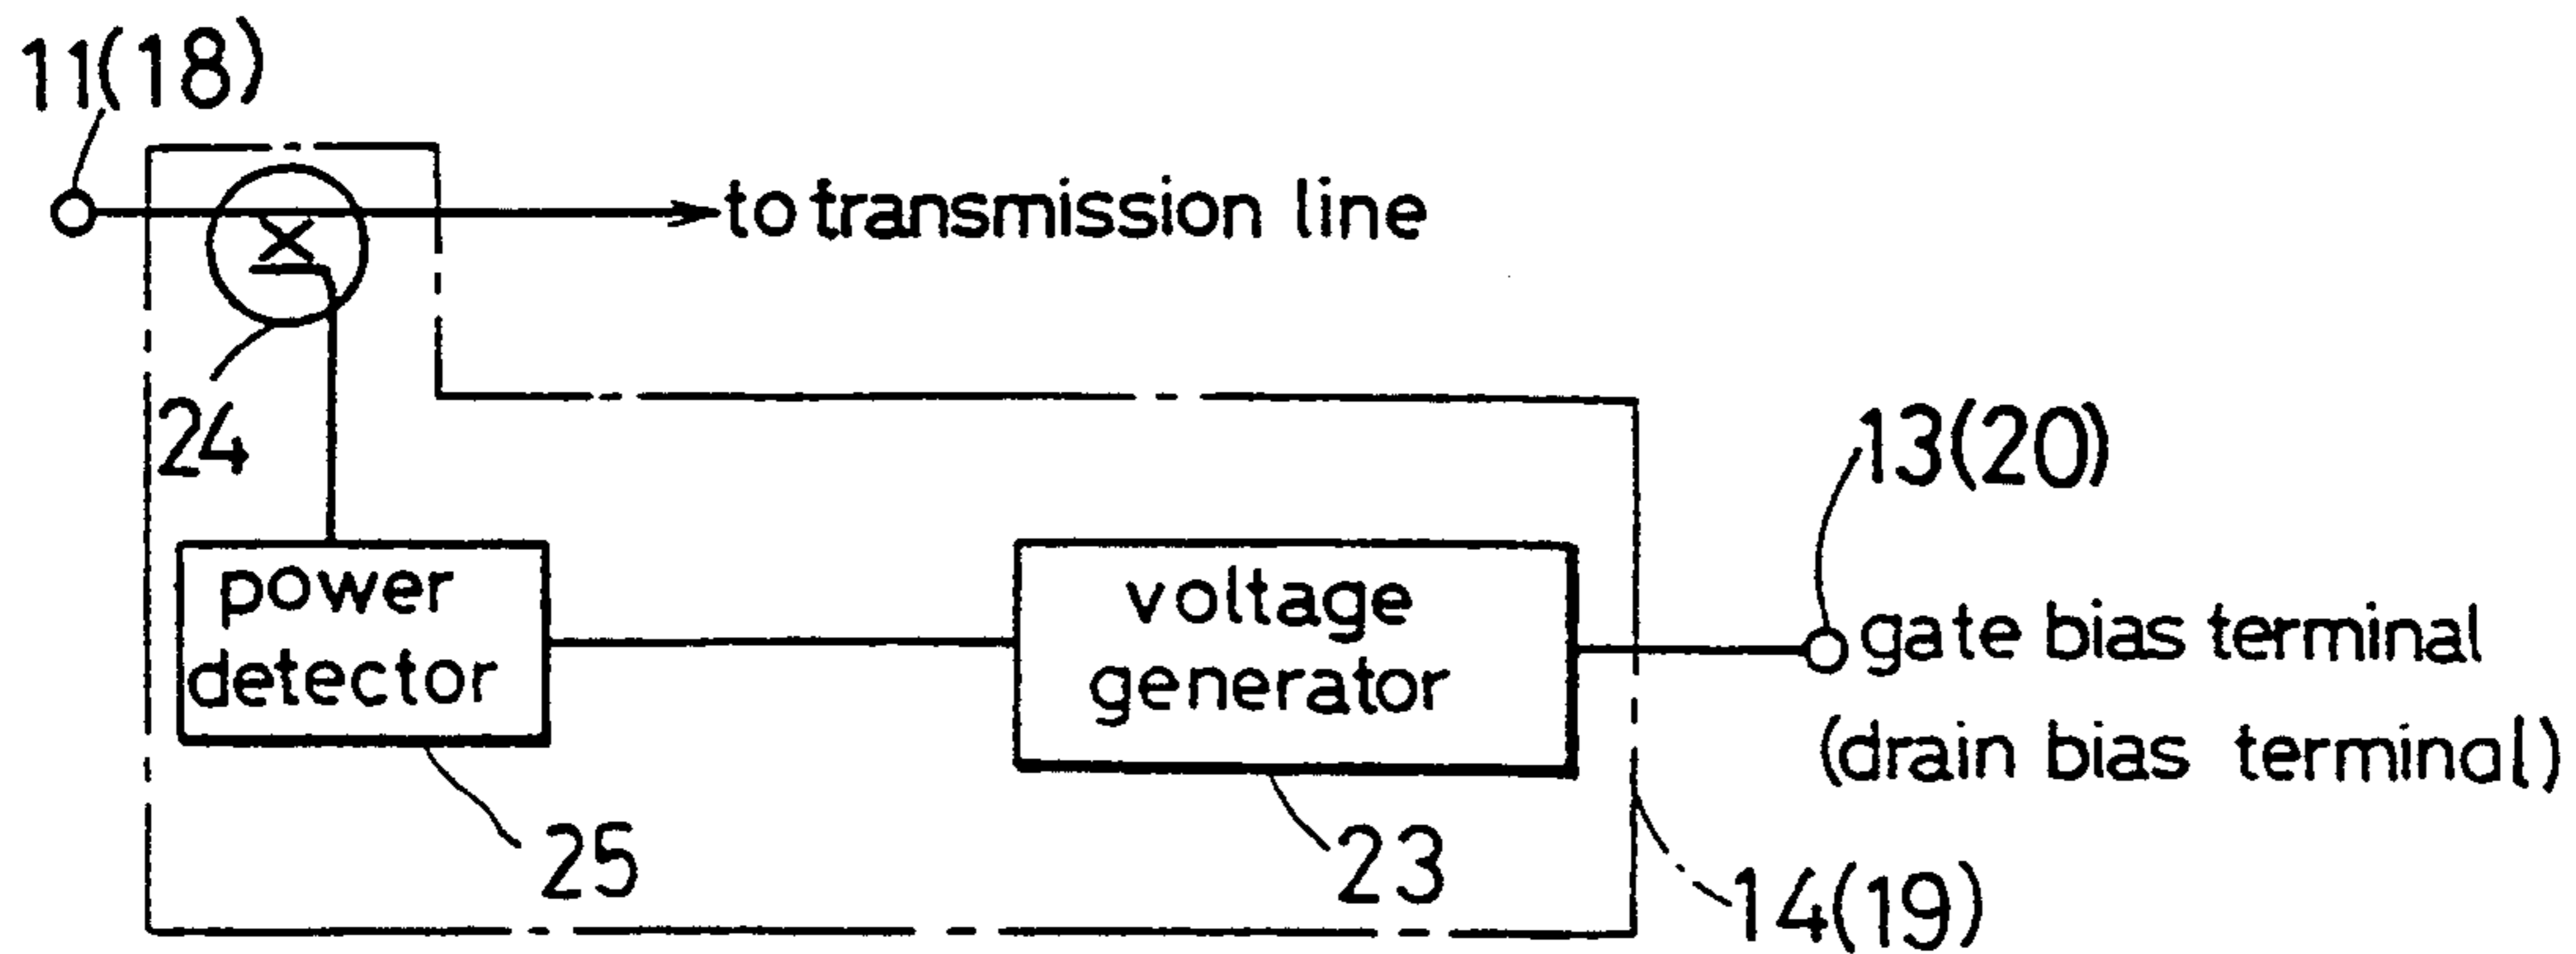 11(18)
to transmission line
24
13(20)
power
detector
voltage
generator
gate bias terminal
(drain bias terminal)
25
23
14(19)